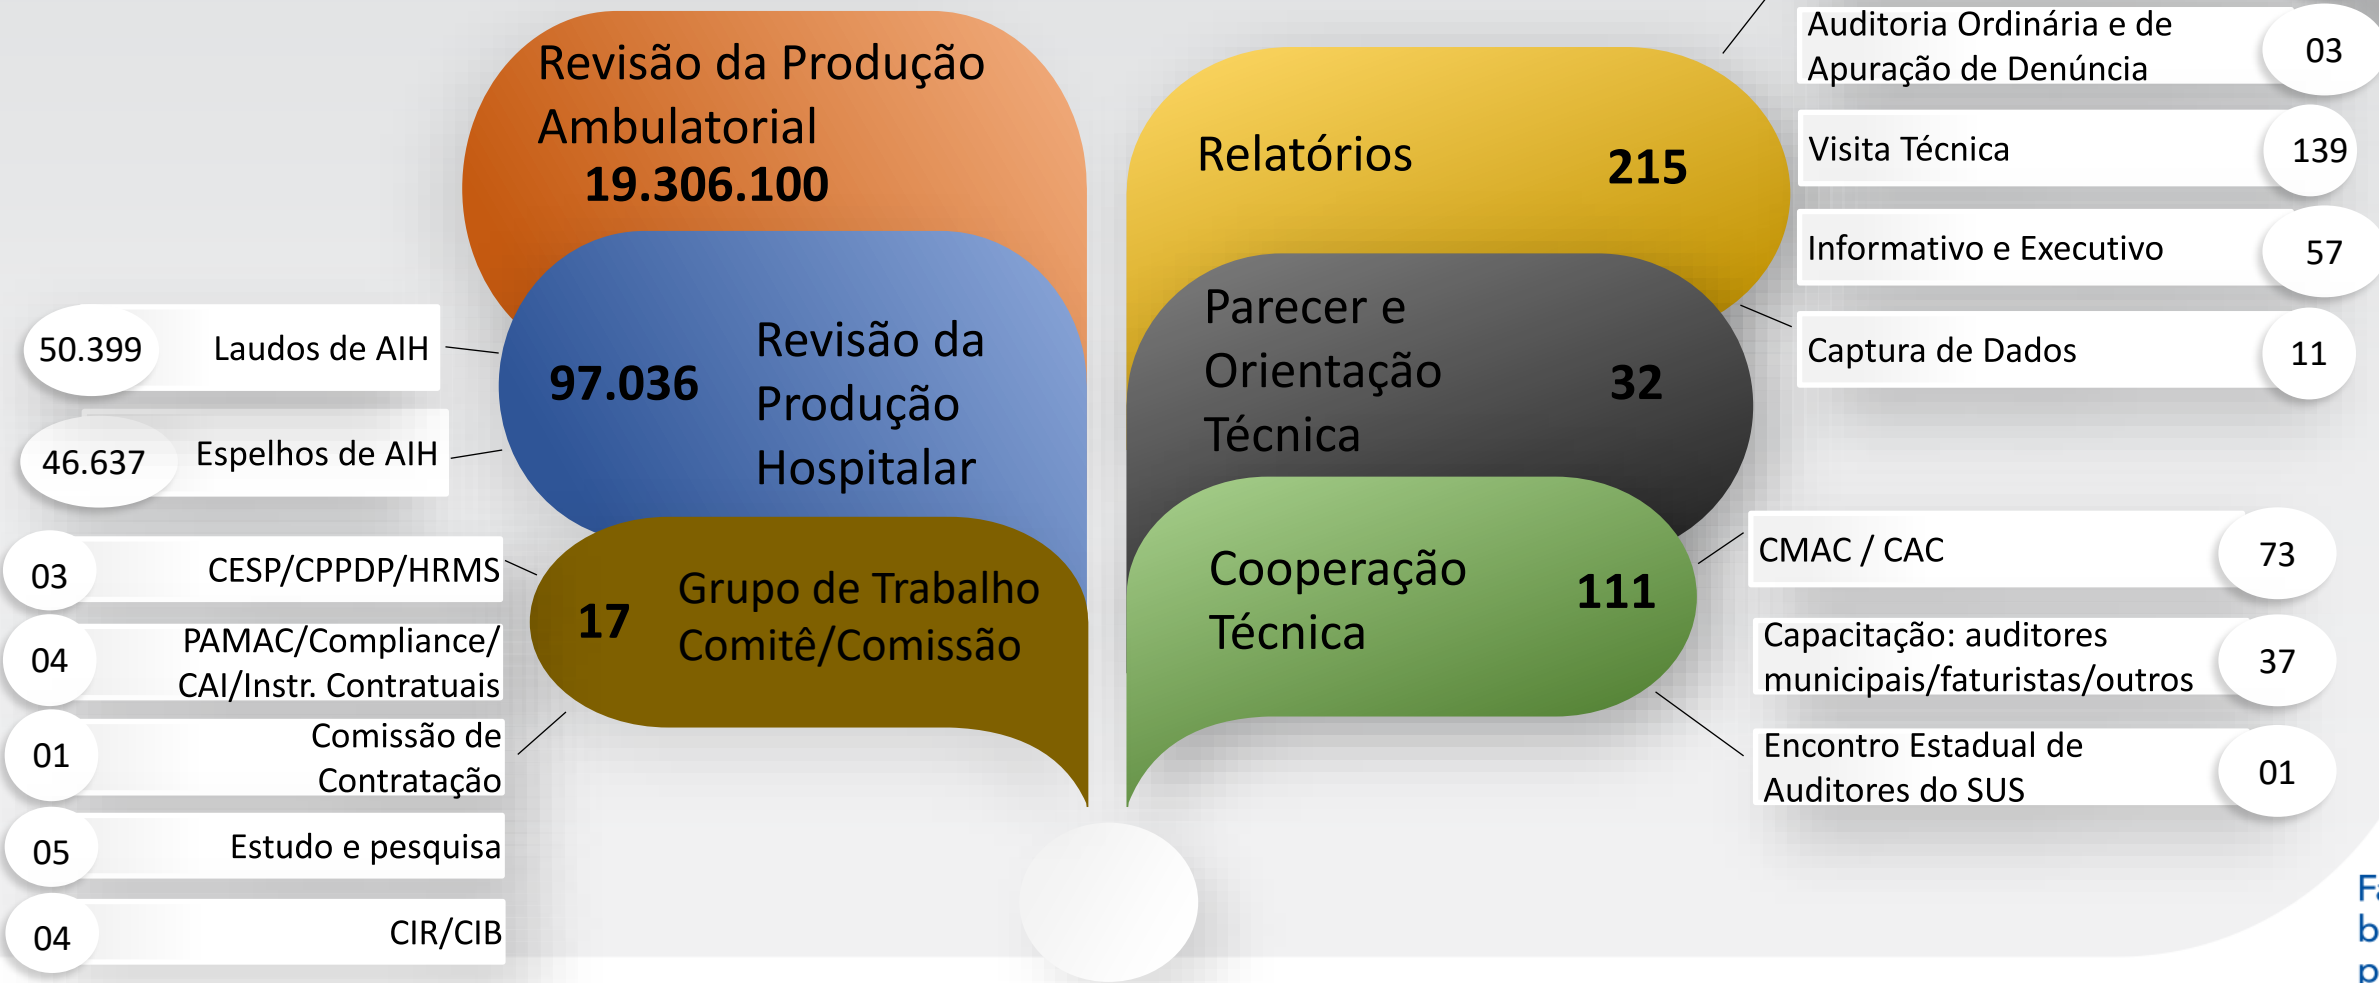 Revisão da Produção
Ambulatorial
19.306.100
50.399
Laudos de AIH
46.637
Espelhos de AIH
97.036
Revisão da
Produção
Hospitalar
03
CESP/CPPDP/HRMS
04
PAMAC/Compliance/
CAI/Instr. Contratuais
01
Comissão de
Contratação
05
Estudo e pesquisa
04
CIR/CIB
17
Grupo de Trabalho
Comitê/Comissão
Relatórios
215
Auditoria Ordinária e de
Apuração de Denúncia
03
Visita Técnica
139
Informativo e Executivo
57
Captura de Dados
11
Parecer e
Orientação
Técnica
32
Cooperação
Técnica
111
CMAC / CAC
73
Capacitação: auditores
municipais/faturistas/outros
37
Encontro Estadual de
Auditores do SUS
01